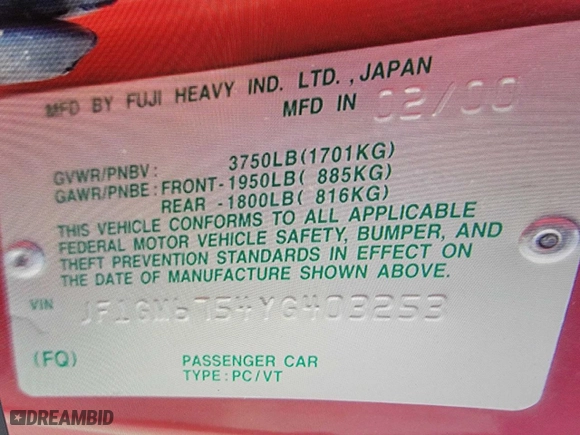 MFD BY FUJI HEAVY IND. LTD., JAPAN
MFD IN 02/00
GVWR/PNBV: 3750LB(1701KG)
GAWR/PNBE: FRONT-1950LB( 885KG)
REAR -1800LB( 816KG)
THIS VEHICLE CONFORMS TO ALL APPLICABLE
FEDERAL MOTOR VEHICLE SAFETY, BUMPER, AND
THEFT PREVENTION STANDARDS IN EFFECT ON
THE DATE OF MANUFACTURE SHOWN ABOVE.
VIN JF1GM6754YG403253
(FQ) PASSENGER CAR
TYPE: PC/VT
DREAMBID